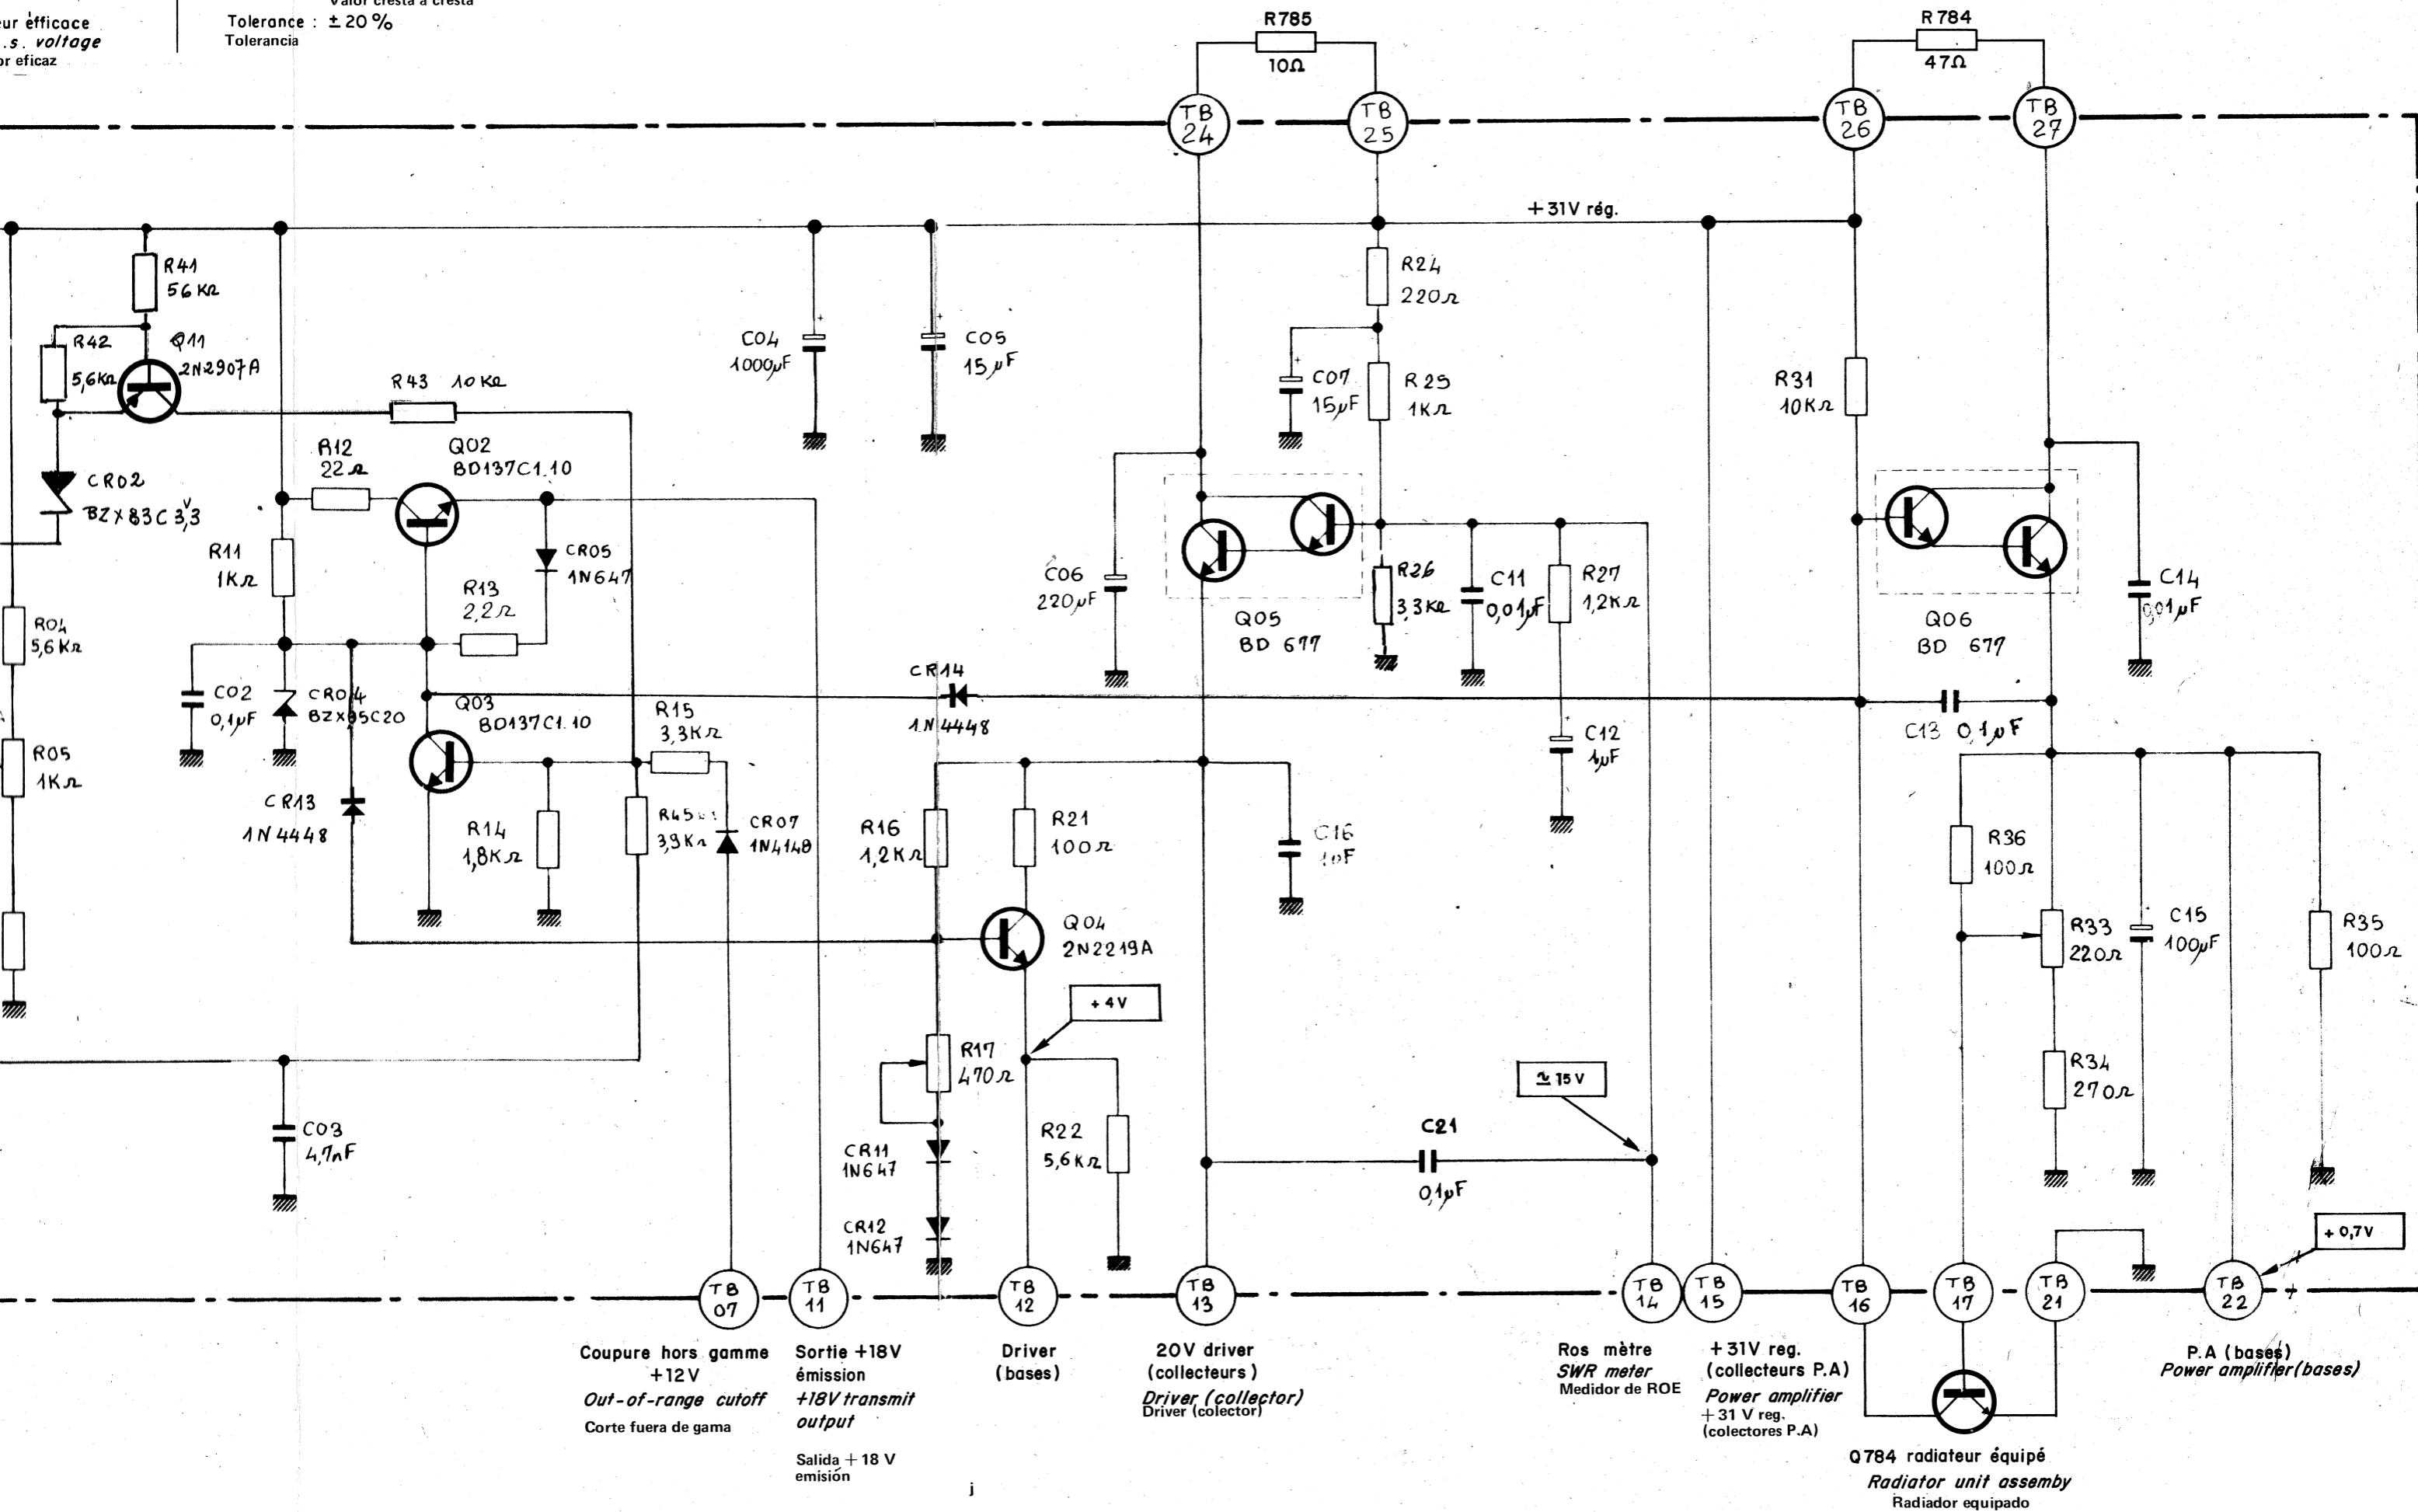 Valor cresta a cresta
eur èfficace
.s. voltage
or eficaz
Tolerance : ± 20 %
Tolerancia
R785
10Ω
R784
47Ω
TB
24
TB
25
TB
26
TB
27
+31V rég.
R41
56KΩ
R42
5,6KΩ
Q11
2N2907A
R43 10KΩ
CR02
BZX83C3V,3
R12
22Ω
Q02
BD137C1.10
R11
1KΩ
R13
2,2Ω
CR05
1N647
C04
1000µF
C05
15µF
R24
220Ω
C07
15µF
R25
1KΩ
R31
10KΩ
C06
220µF
Q05
BD 677
R26
3,3KΩ
C11
0,01µF
R27
1,2KΩ
Q06
BD 677
C14
0,01µF
R04
5,6KΩ
R05
1KΩ
C02
0,1µF
CR04
BZX85C20
Q03
BD137C1.10
R15
3,3KΩ
CR14
1N4448
C12
1µF
C13 0,1µF
CR13
1N4448
R14
1,8KΩ
R45
3,9KΩ
CR07
1N4148
R16
1,2KΩ
R21
100Ω
C16
1µF
R36
100Ω
Q04
2N2219A
R33
220Ω
C15
100µF
R35
100Ω
+ 4V
R17
470Ω
R34
270Ω
≃ 15V
C03
4,7nF
CR11
1N647
R22
5,6KΩ
C21
0,1µF
CR12
1N647
+ 0,7V
TB
07
TB
11
TB
12
TB
13
TB
14
TB
15
TB
16
TB
17
TB
21
TB
22
Coupure hors gamme
+12V
Out-of-range cutoff
Corte fuera de gama
Sortie +18V
émission
+18V transmit
output
Salida + 18 V
emisión
Driver
(bases)
20V driver
(collecteurs)
Driver (collector)
Driver (colector)
Ros mètre
SWR meter
Medidor de ROE
+31V reg.
(collecteurs P.A)
Power amplifier
+ 31 V reg.
(colectores P.A)
P.A (bases)
Power amplifier (bases)
Q784 radiateur équipé
Radiator unit assemby
Radiador equipado
j